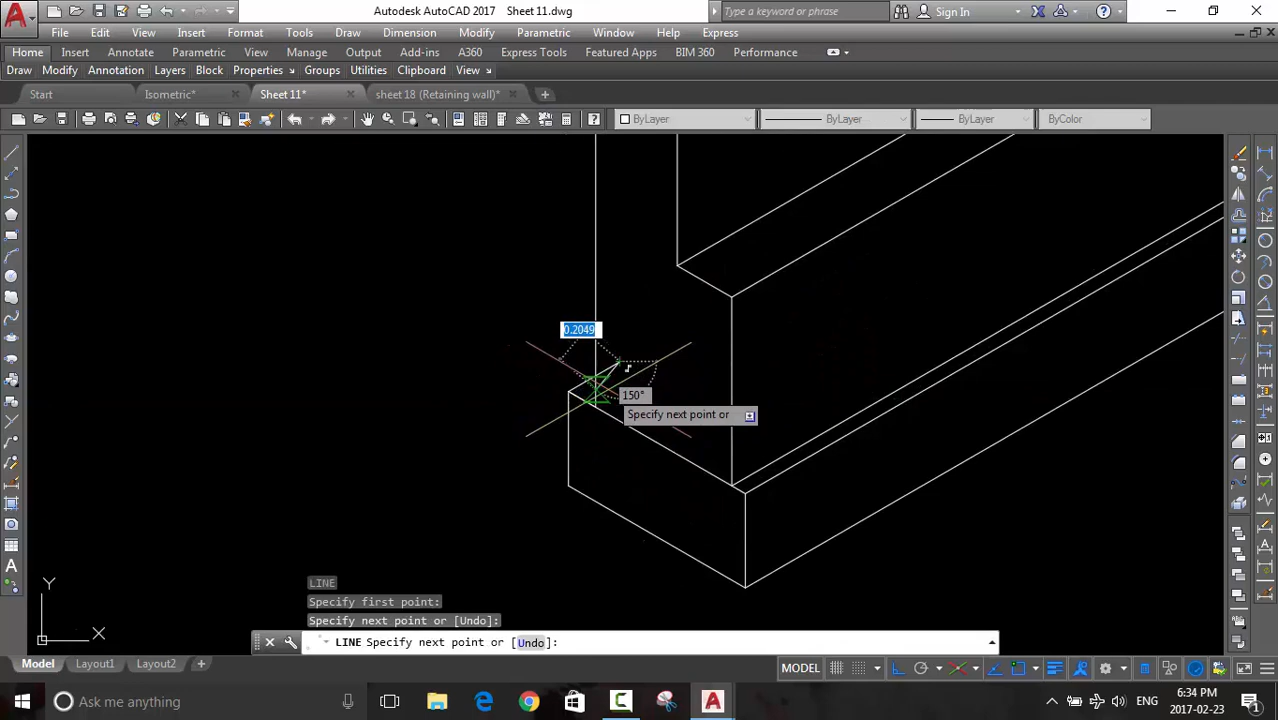 Autodesk AutoCAD 2017 Sheet 11.dwg
Type a keyword or phrase
Sign In
File Edit View Insert Format Tools Draw Dimension Modify Parametric Window Help Express
Home Insert Annotate Parametric View Manage Output Add-ins A360 Express Tools Featured Apps BIM 360 Performance
Draw Modify Annotation Layers Block Properties Groups Utilities Clipboard View
Start Isometric* Sheet 11* sheet 18 (Retaining wall)*
ByLayer ByLayer ByLayer ByColor
0.2049
150°
Specify next point or
Y
X
LINE
Specify first point:
Specify next point or [Undo]:
LINE Specify next point or [Undo]:
Model Layout1 Layout2 +
MODEL
Ask me anything
ENG
6:34 PM
2017-02-23